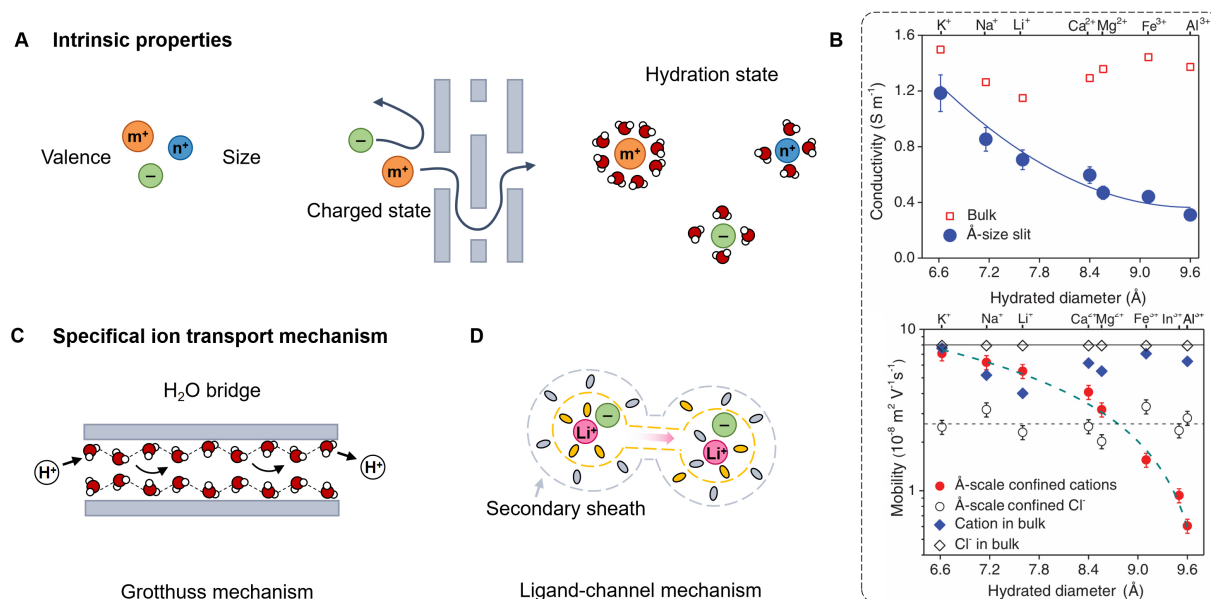 A Intrinsic properties
Valence
m⁺
n⁺
−
Size
−
m⁺
Charged state
Hydration state
m⁺
n⁺
−
B
K⁺ Na⁺ Li⁺ Ca²⁺ Mg²⁺ Fe³⁺ Al³⁺
Conductivity (S m⁻¹)
1.6
1.2
0.8
0.4
0.0
Bulk
Å-size slit
6.6 7.2 7.8 8.4 9.0 9.6
Hydrated diameter (Å)
K⁺ Na⁺ Li⁺ Ca²⁺ Mg²⁺ Fe³⁺ In³⁺ Al³⁺
Mobility (10⁻⁸ m² V⁻¹s⁻¹)
10
1
Å-scale confined cations
Å-scale confined Cl⁻
Cation in bulk
Cl⁻ in bulk
6.6 7.2 7.8 8.4 9.0 9.6
Hydrated diameter (Å)
C Specifical ion transport mechanism
H₂O bridge
H⁺
H⁺
Grotthuss mechanism
D
−
Li⁺
−
Li⁺
Secondary sheath
Ligand-channel mechanism